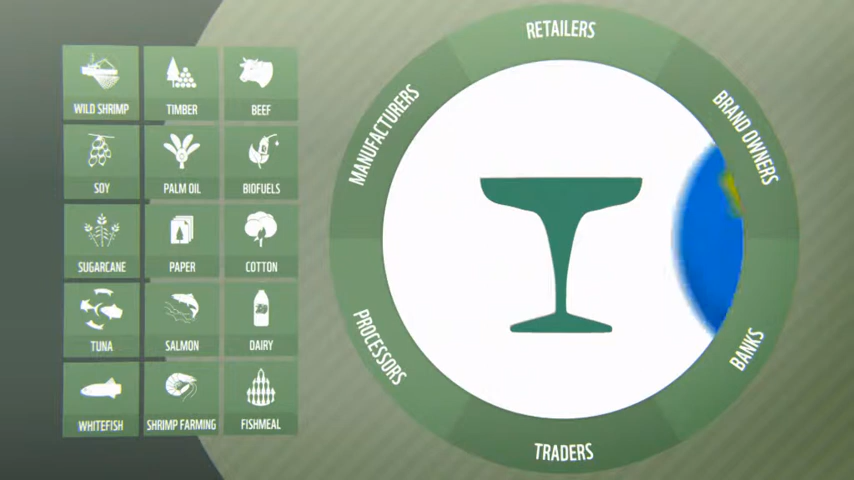 WILD SHRIMP
TIMBER
BEEF
SOY
PALM OIL
BIOFUELS
SUGARCANE
PAPER
COTTON
TUNA
SALMON
DAIRY
WHITEFISH
SHRIMP FARMING
FISHMEAL
RETAILERS
BRAND OWNERS
BANKS
TRADERS
PROCESSORS
MANUFACTURERS